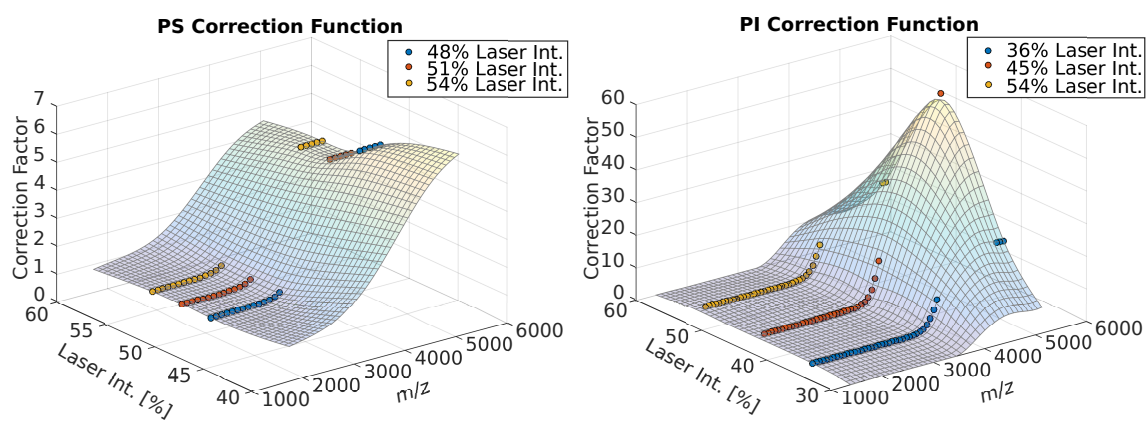 PS Correction Function
48% Laser Int.
51% Laser Int.
54% Laser Int.
Correction Factor
7
6
5
4
3
2
1
0
60
55
50
45
40
Laser Int. [%]
1000
2000
3000
4000
5000
6000
m/z
PI Correction Function
36% Laser Int.
45% Laser Int.
54% Laser Int.
Correction Factor
60
50
40
30
20
10
0
60
50
40
30
Laser Int. [%]
1000
2000
3000
4000
5000
6000
m/z